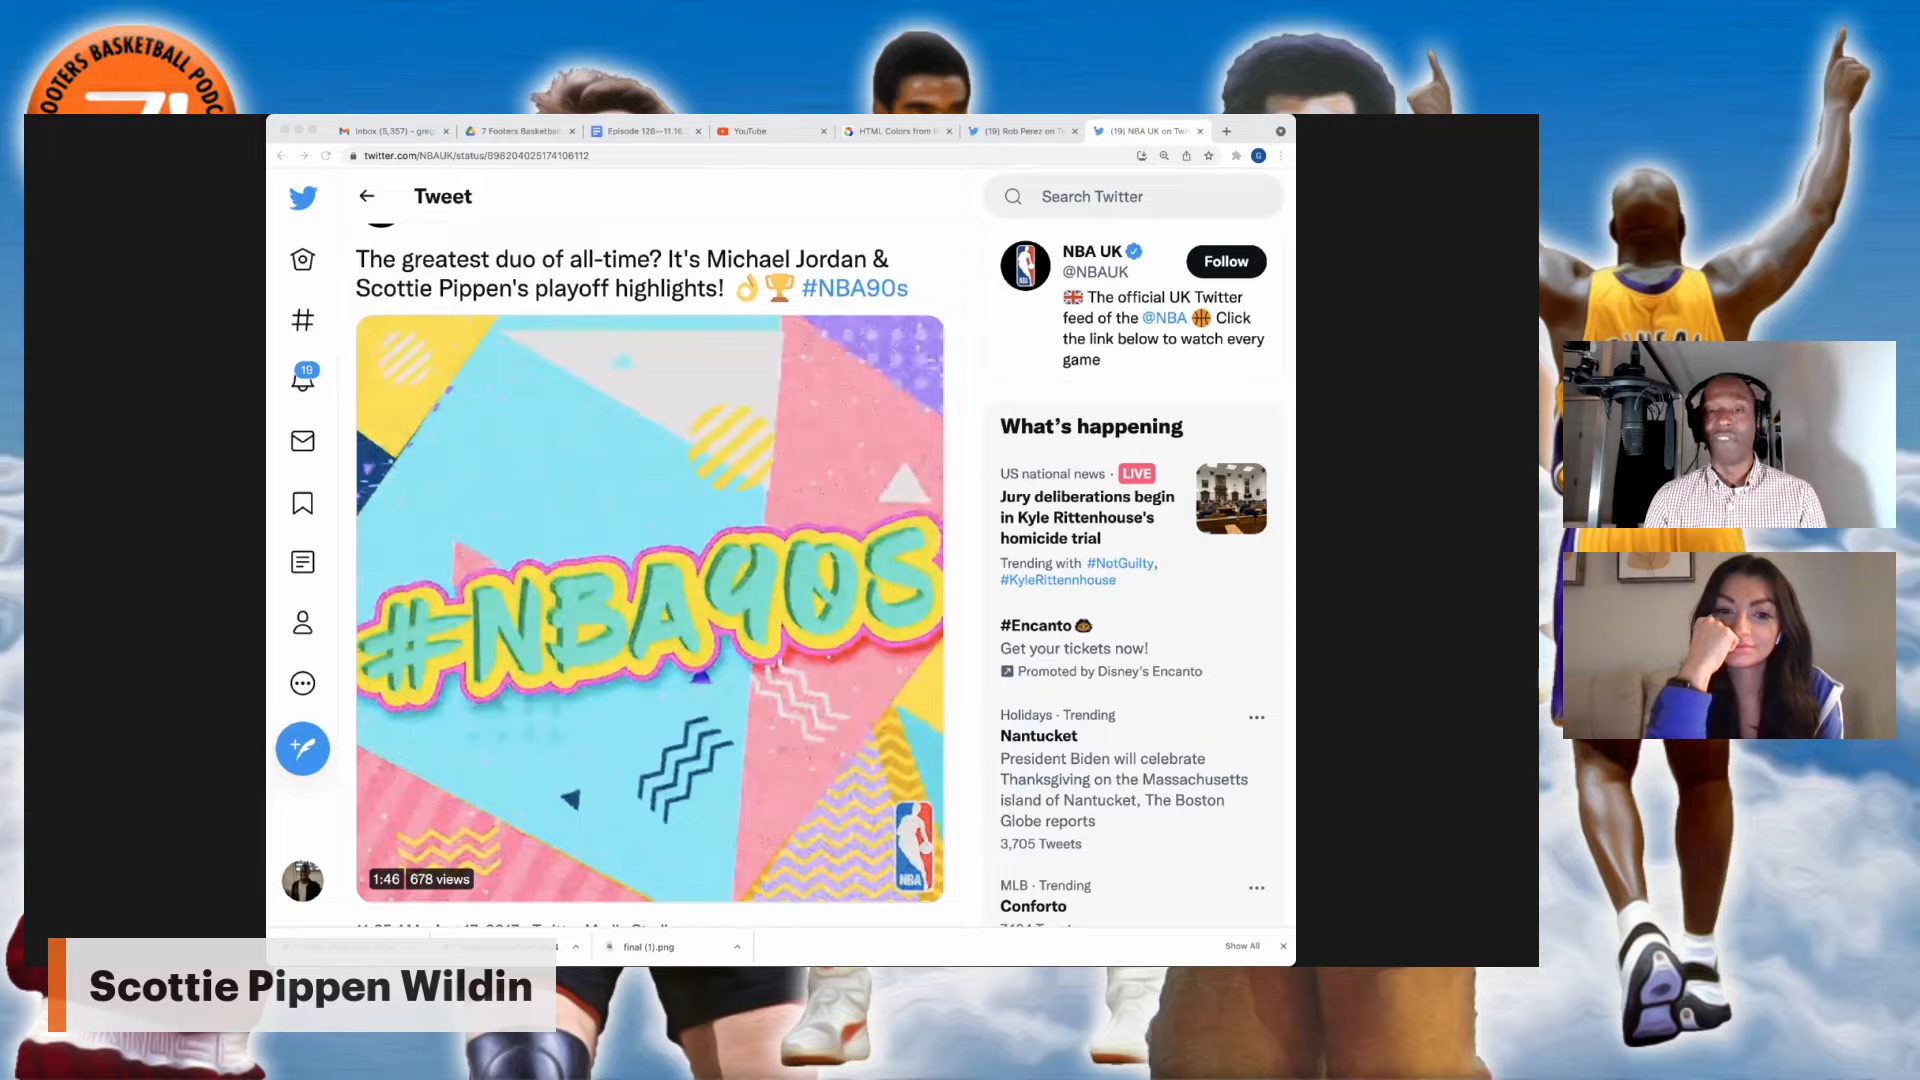 OOTERS BASKETBALL PODC
Inbox (5,357) - greg
7 Footers Basketbal
Episode 128--11.16.
YouTube
HTML Colors from I
(19) Rob Perez on T
(19) NBA UK on Twi
twitter.com/NBAUK/status/898204025174106112
G
Tweet
Search Twitter
The greatest duo of all-time? It's Michael Jordan &
Scottie Pippen's playoff highlights! 👌🏆 #NBA90s
NBA UK
@NBAUK
Follow
🇬🇧 The official UK Twitter
feed of the @NBA 🏀 Click
the link below to watch every
game
19
#NBA90S
NBA
1:46 678 views
What's happening
US national news · LIVE
Jury deliberations begin
in Kyle Rittenhouse's
homicide trial
Trending with #NotGuilty,
#KyleRittennhouse
#Encanto
Get your tickets now!
Promoted by Disney's Encanto
Holidays · Trending
Nantucket
President Biden will celebrate
Thanksgiving on the Massachusetts
island of Nantucket, The Boston
Globe reports
3,705 Tweets
MLB · Trending
Conforto
final (1).png
Show All
Scottie Pippen Wildin